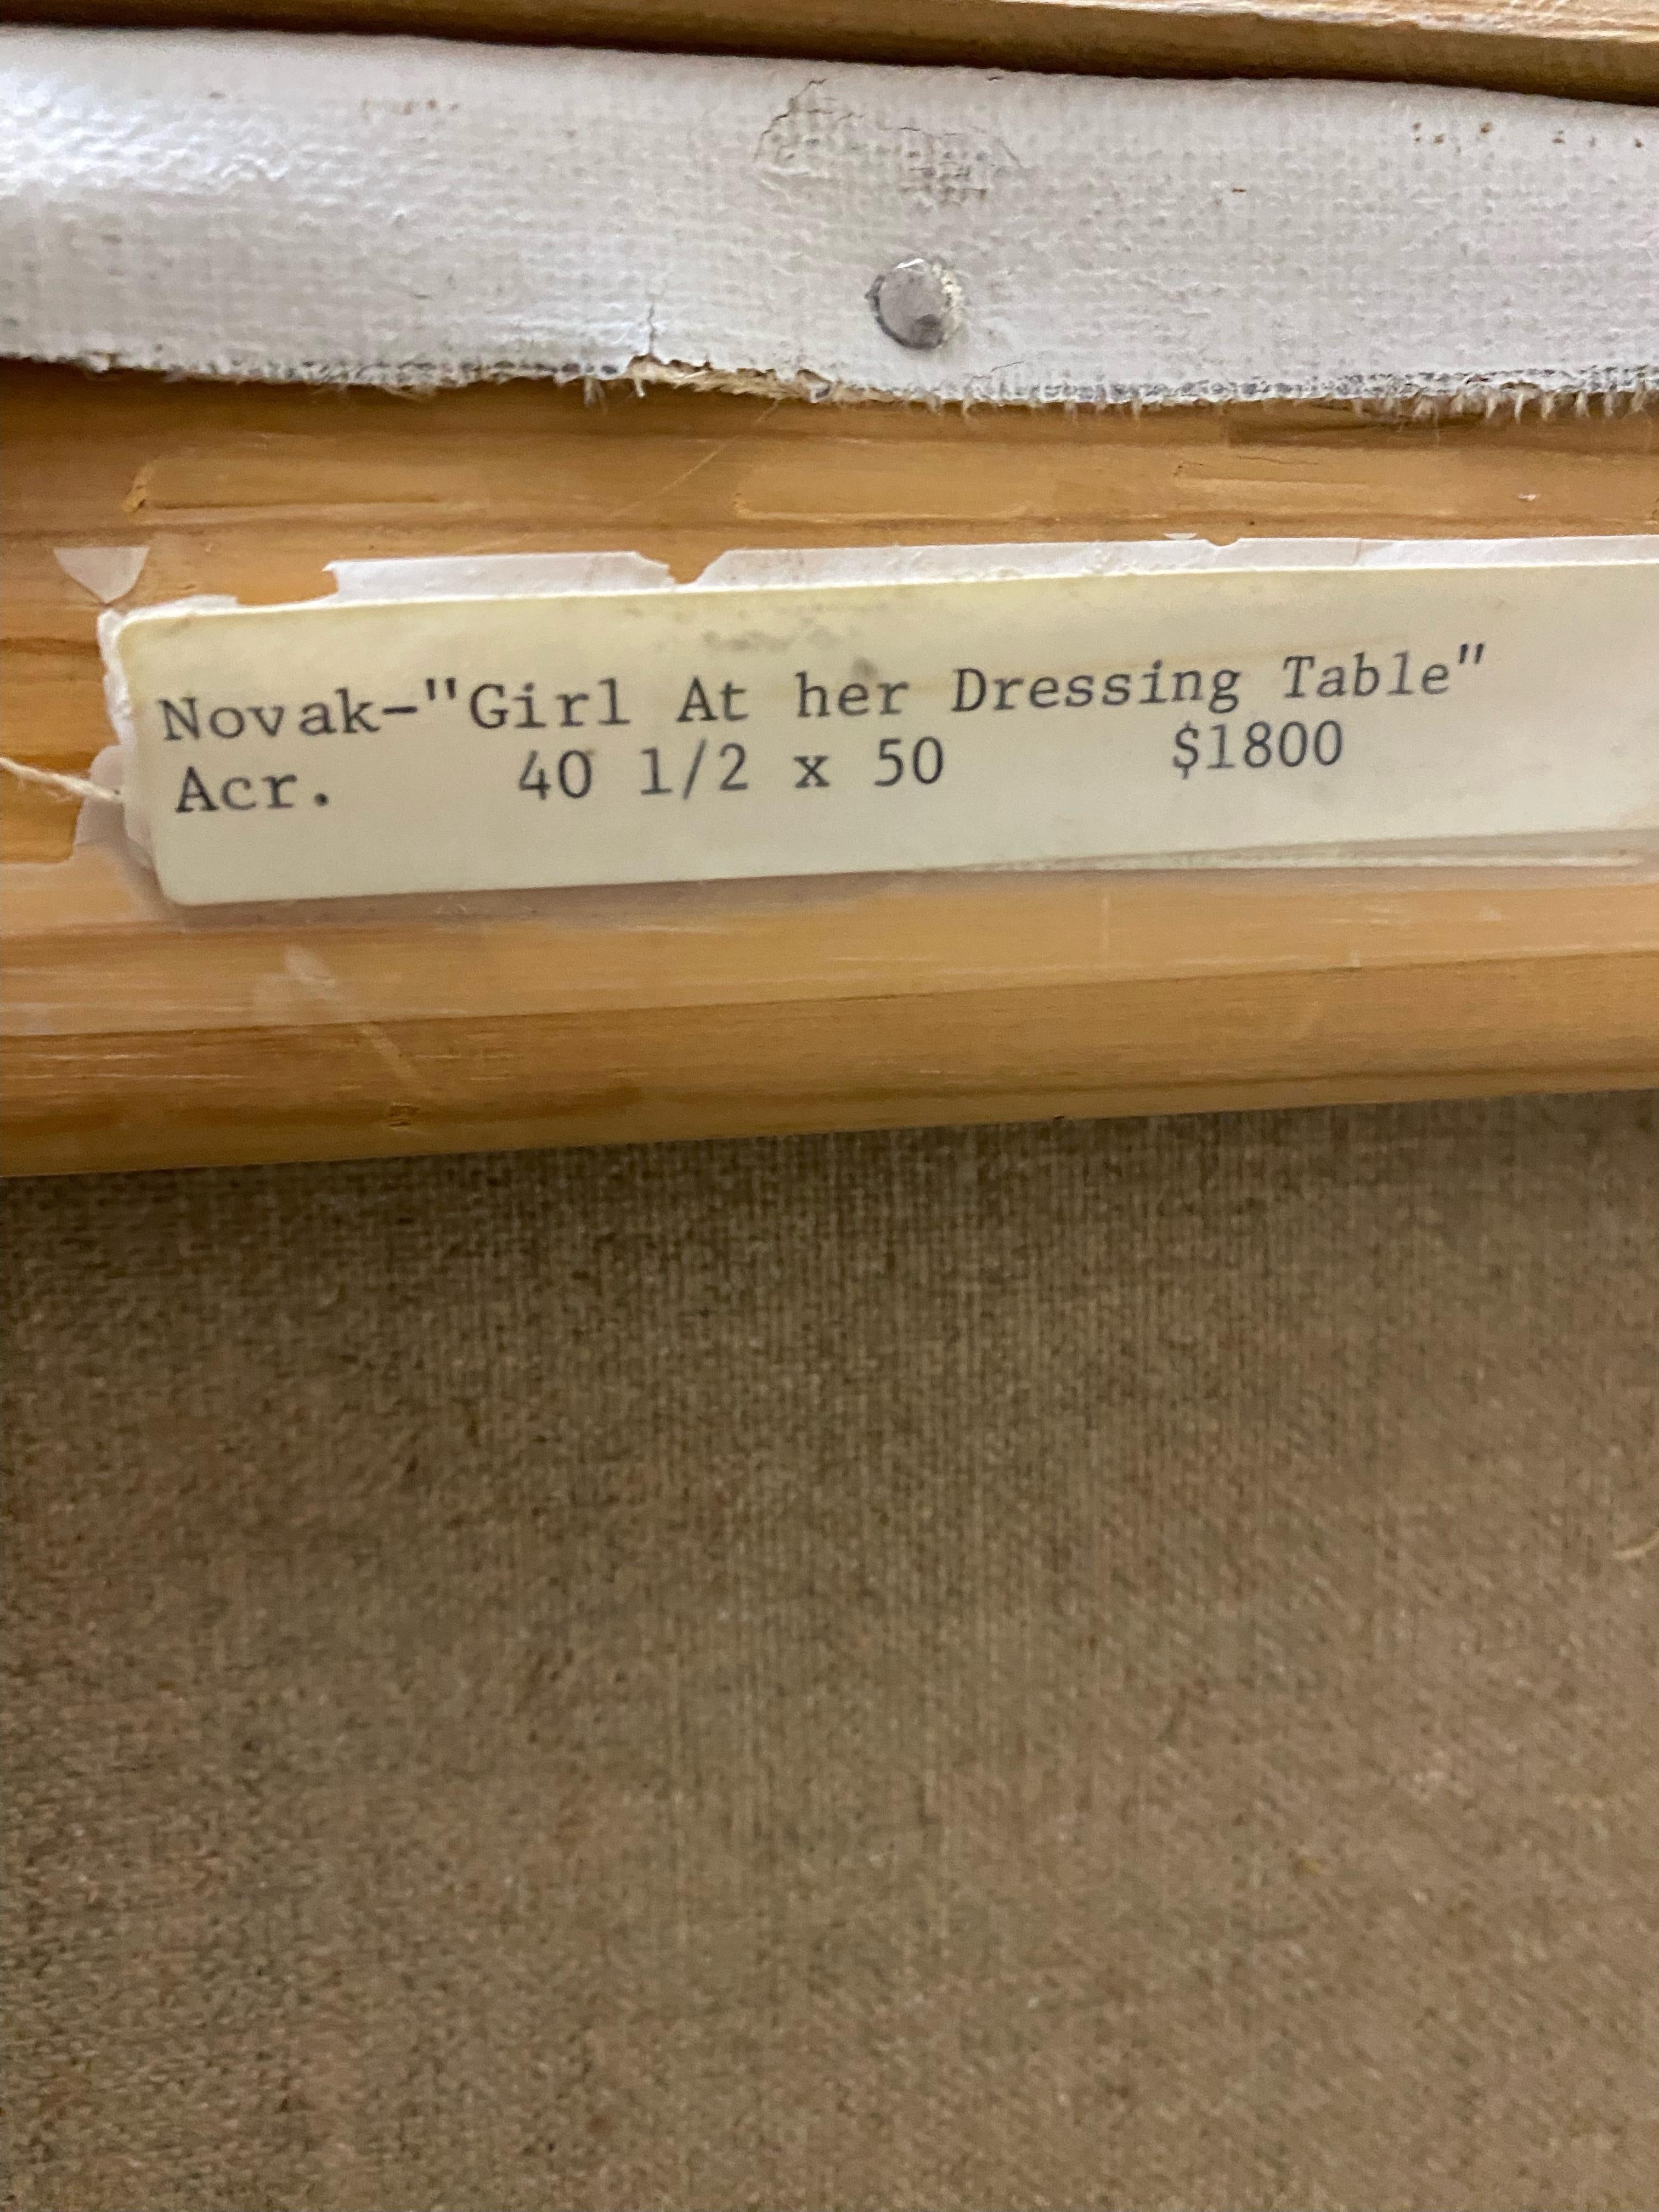 Novak-"Girl At her Dressing Table"
Acr. 40 1/2 x 50 $1800